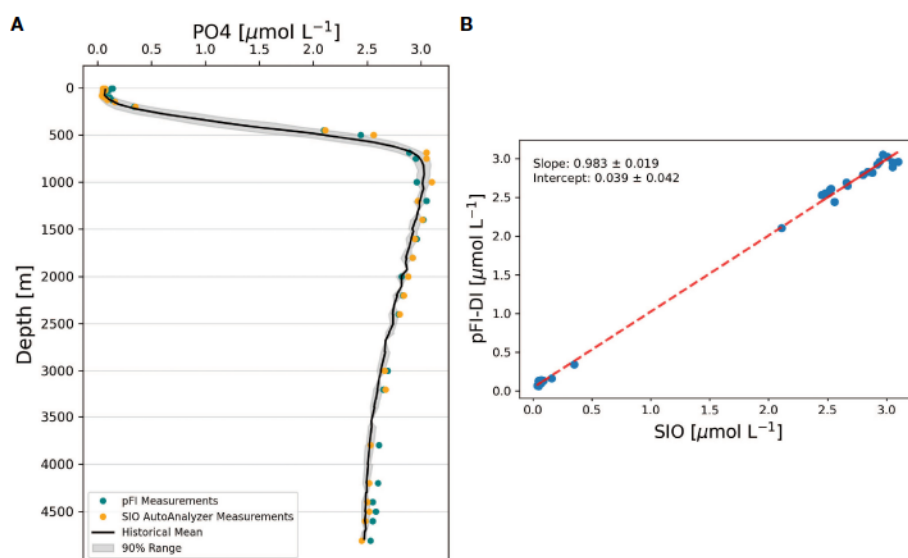 A
PO4 [μmol L⁻¹]
0.0 0.5 1.0 1.5 2.0 2.5 3.0
0
500
1000
1500
2000
2500
3000
3500
4000
4500
Depth [m]
pFI Measurements
SIO AutoAnalyzer Measurements
Historical Mean
90% Range
B
Slope: 0.983 ± 0.019
Intercept: 0.039 ± 0.042
3.0
2.5
2.0
1.5
1.0
0.5
0.0
pFI-DI [μmol L⁻¹]
0.0 0.5 1.0 1.5 2.0 2.5 3.0
SIO [μmol L⁻¹]